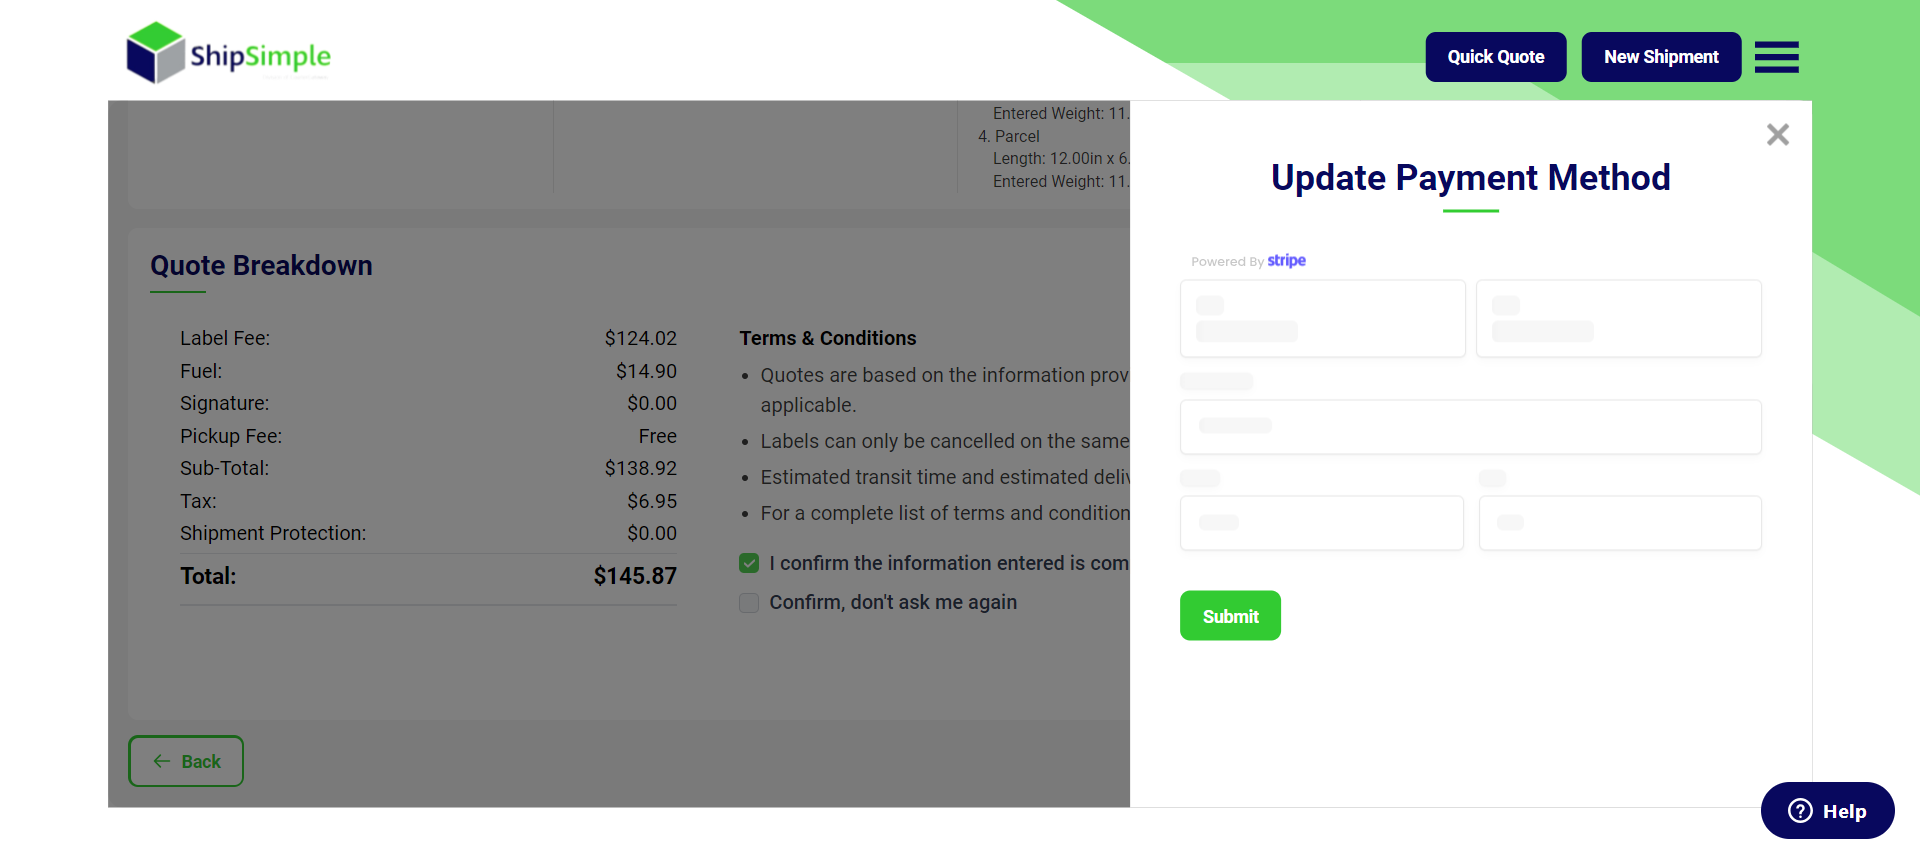 ShipSimple
Quick Quote
New Shipment
Entered Weight: 11.
4. Parcel
Length: 12.00in x 6.
Entered Weight: 11.
Quote Breakdown
Label Fee: $124.02
Fuel: $14.90
Signature: $0.00
Pickup Fee: Free
Sub-Total: $138.92
Tax: $6.95
Shipment Protection: $0.00
Total: $145.87
Terms & Conditions
• Quotes are based on the information prov
applicable.
• Labels can only be cancelled on the same
• Estimated transit time and estimated deliv
• For a complete list of terms and condition
I confirm the information entered is com
Confirm, don't ask me again
Back
Update Payment Method
Powered By stripe
Submit
Help